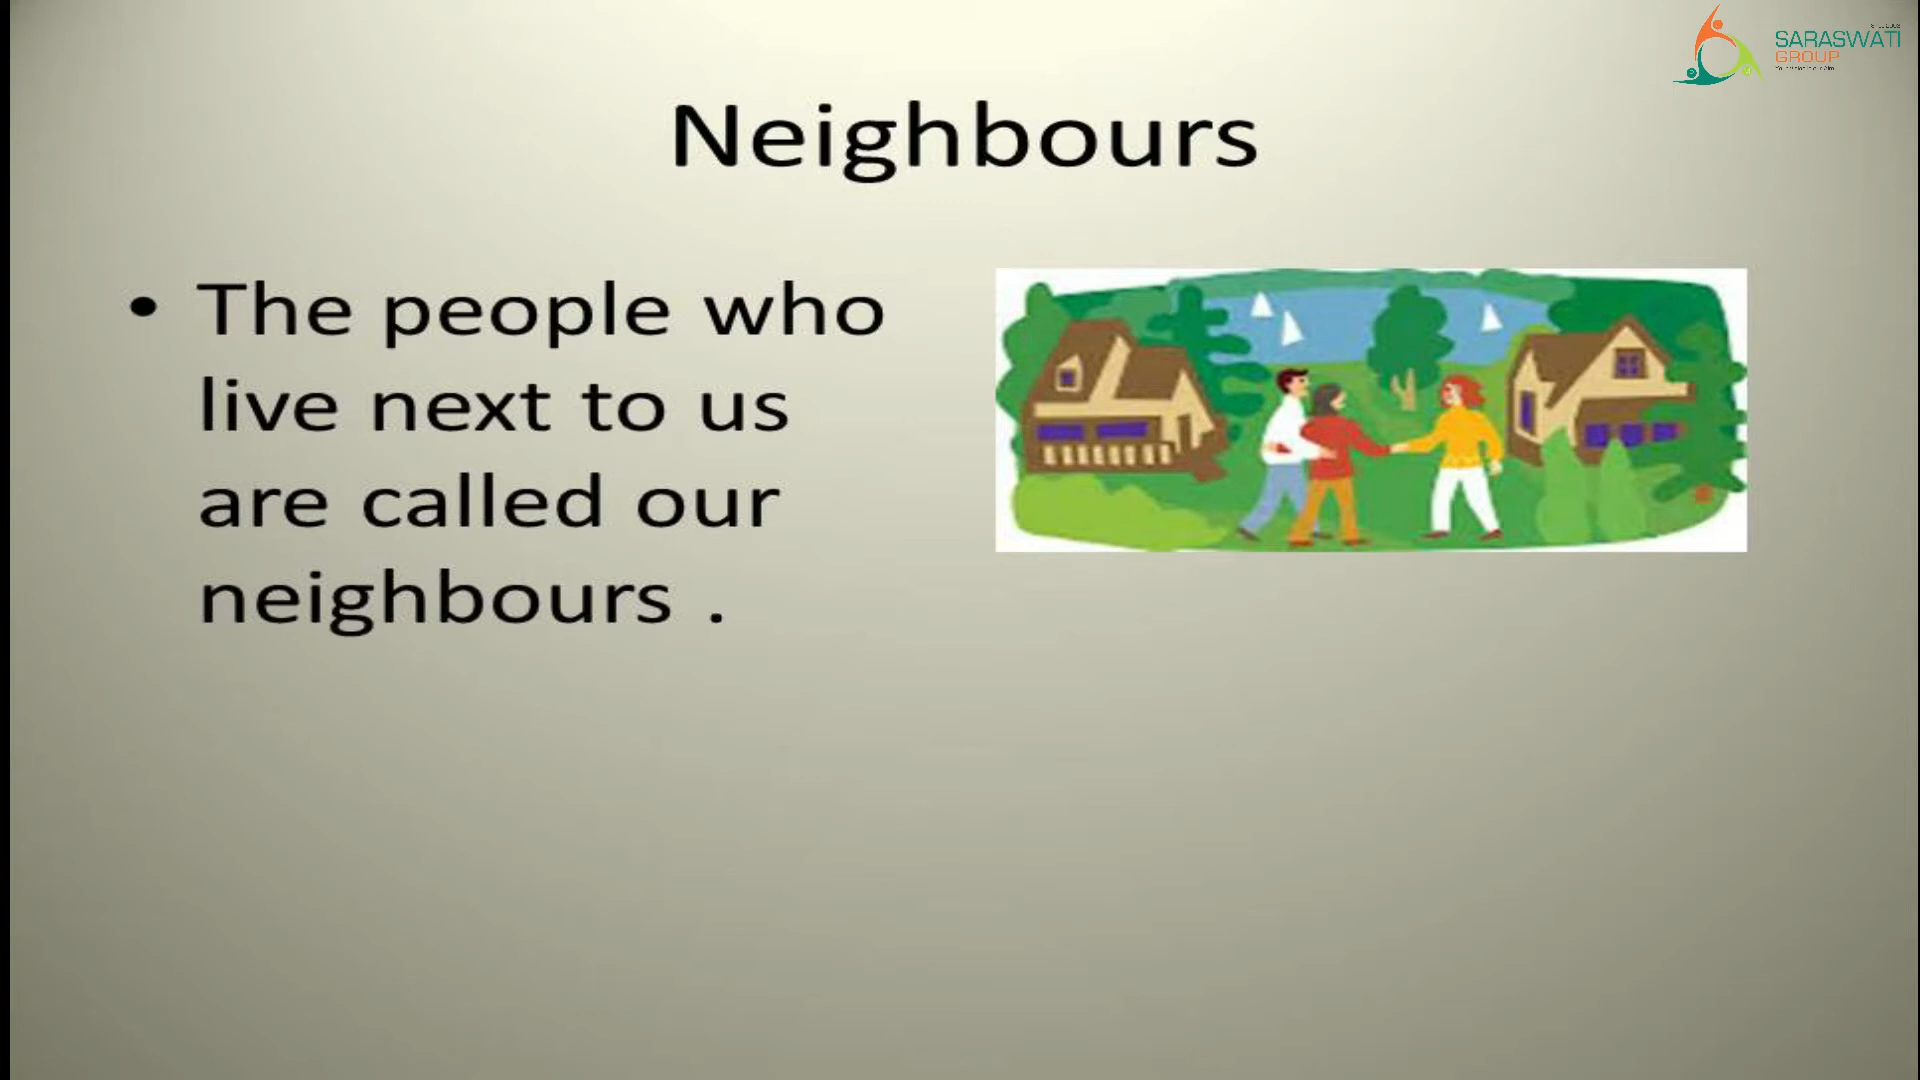 SARASWATI
GROUP
Neighbours
• The people who
live next to us
are called our
neighbours .